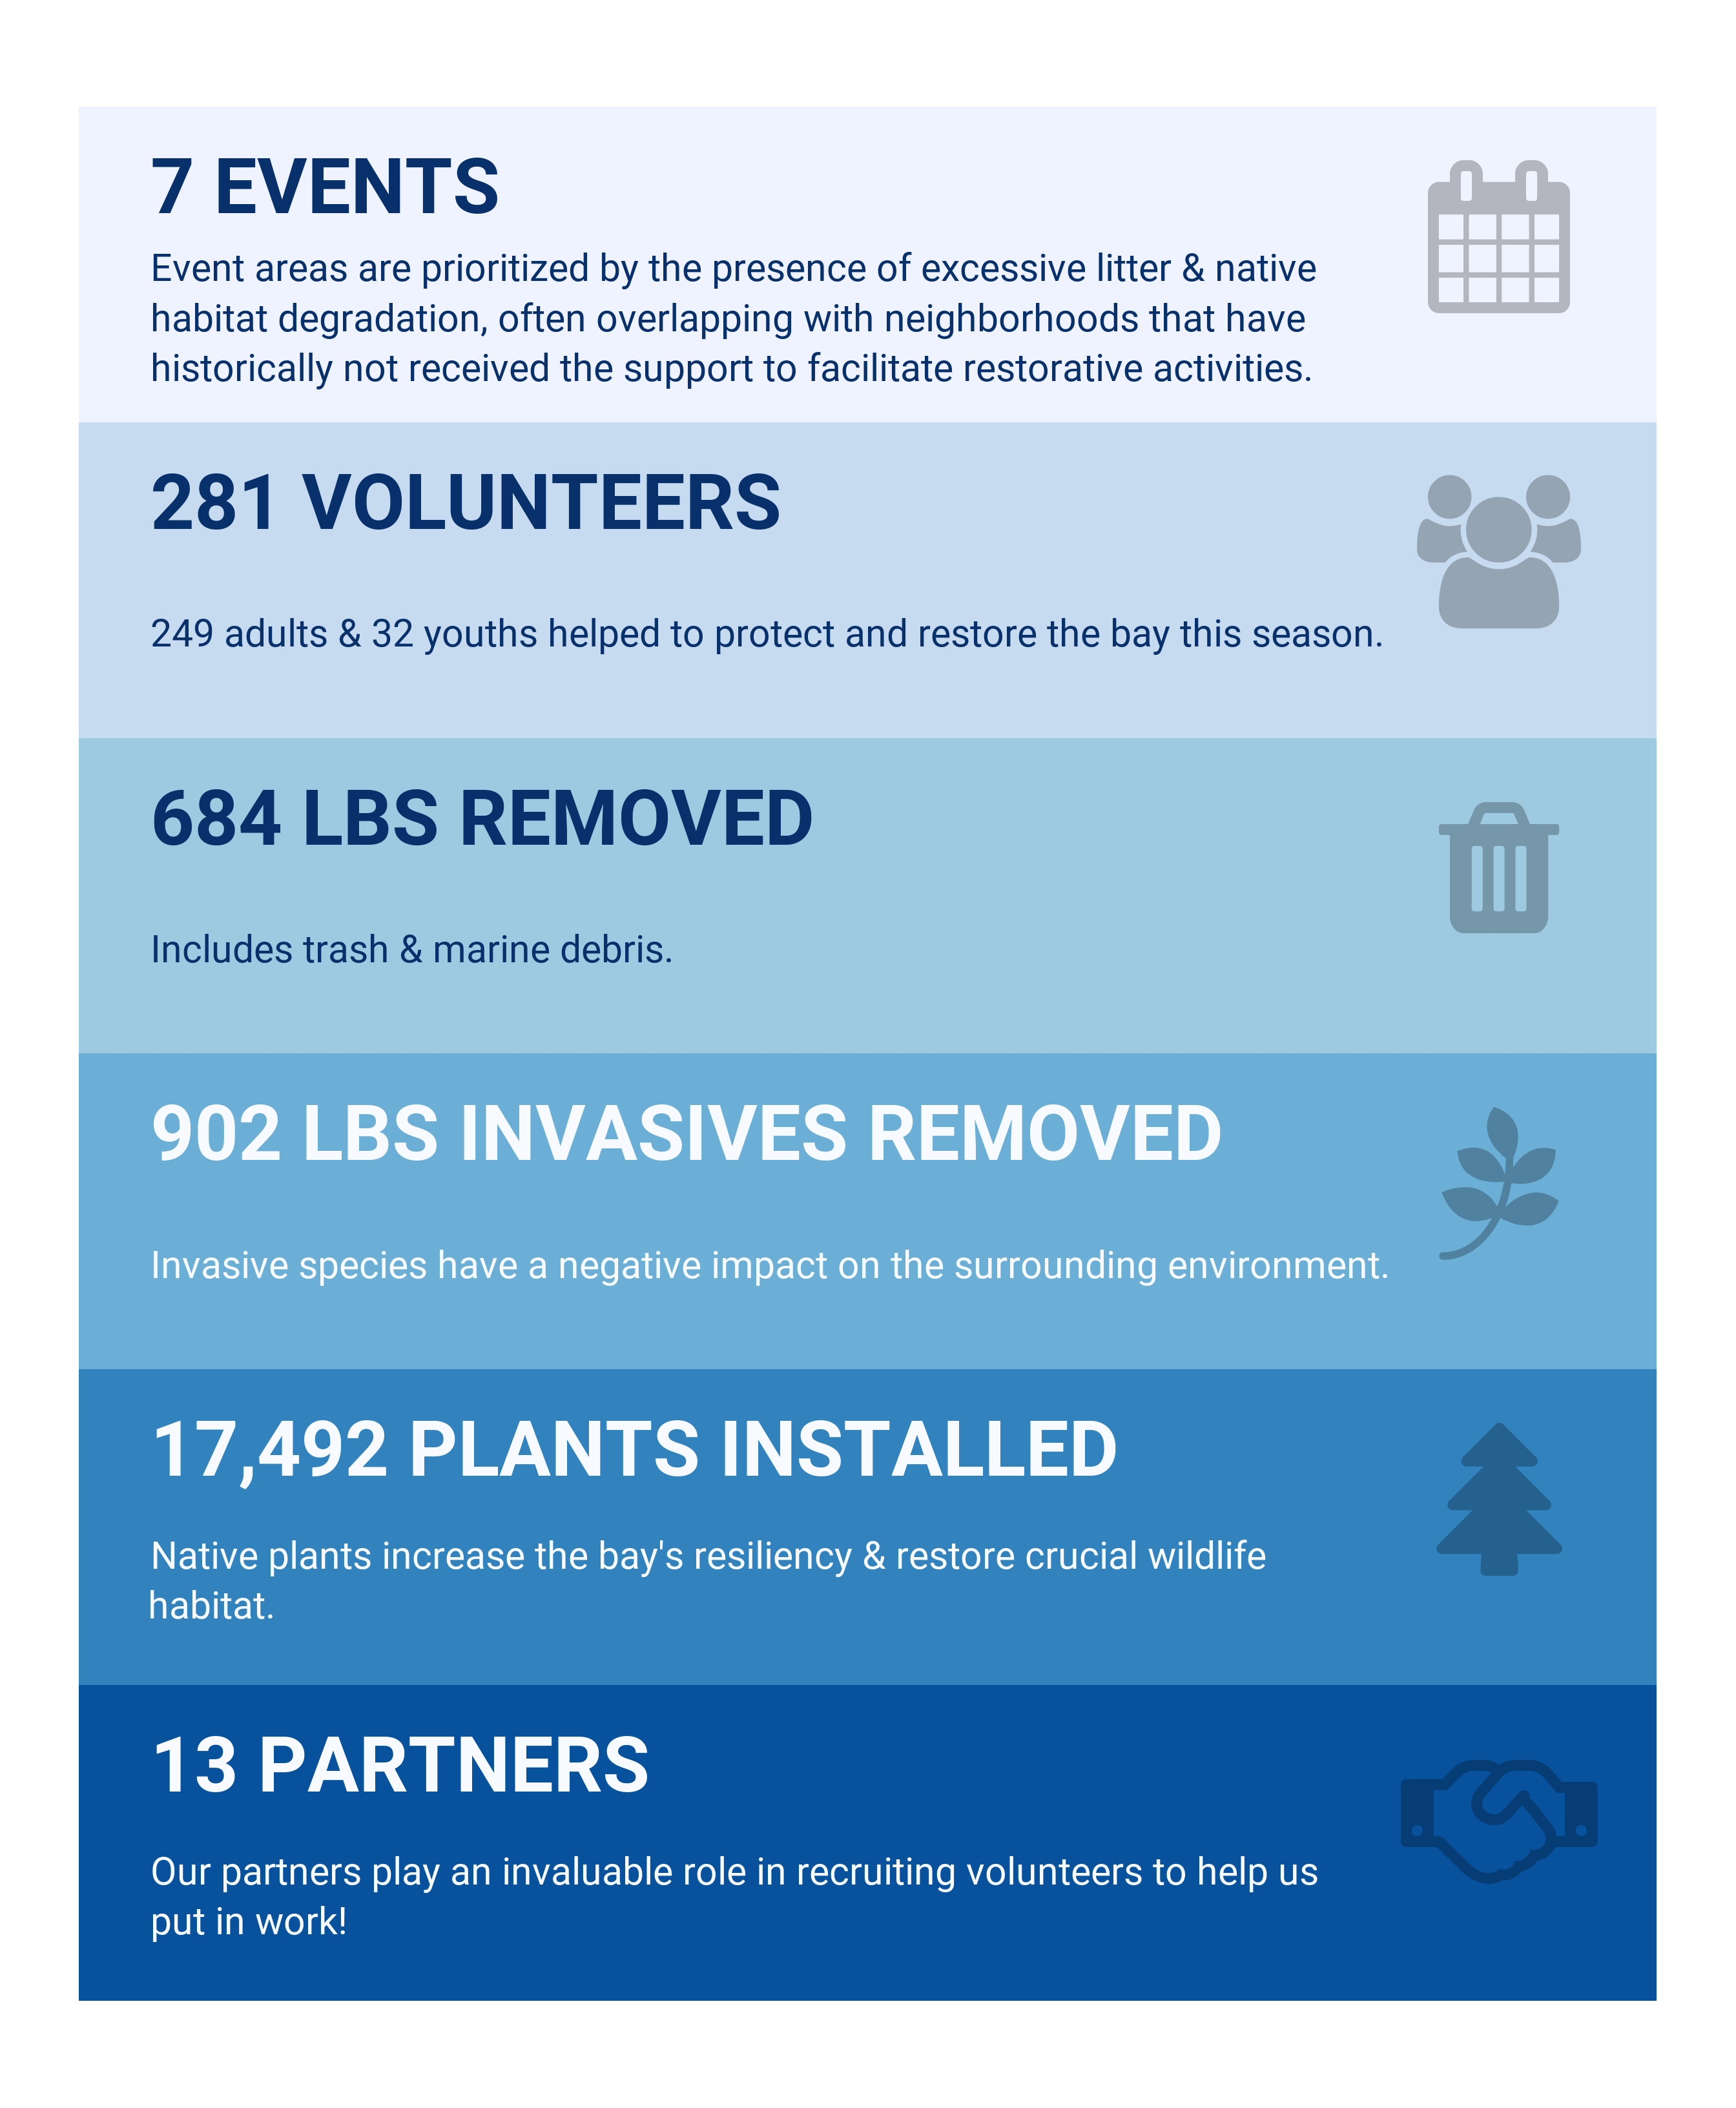 7 EVENTS
Event areas are prioritized by the presence of excessive litter & native
habitat degradation, often overlapping with neighborhoods that have
historically not received the support to facilitate restorative activities.
281 VOLUNTEERS
249 adults & 32 youths helped to protect and restore the bay this season.
684 LBS REMOVED
Includes trash & marine debris.
902 LBS INVASIVES REMOVED
Invasive species have a negative impact on the surrounding environment.
17,492 PLANTS INSTALLED
Native plants increase the bay's resiliency & restore crucial wildlife
habitat.
13 PARTNERS
Our partners play an invaluable role in recruiting volunteers to help us
put in work!